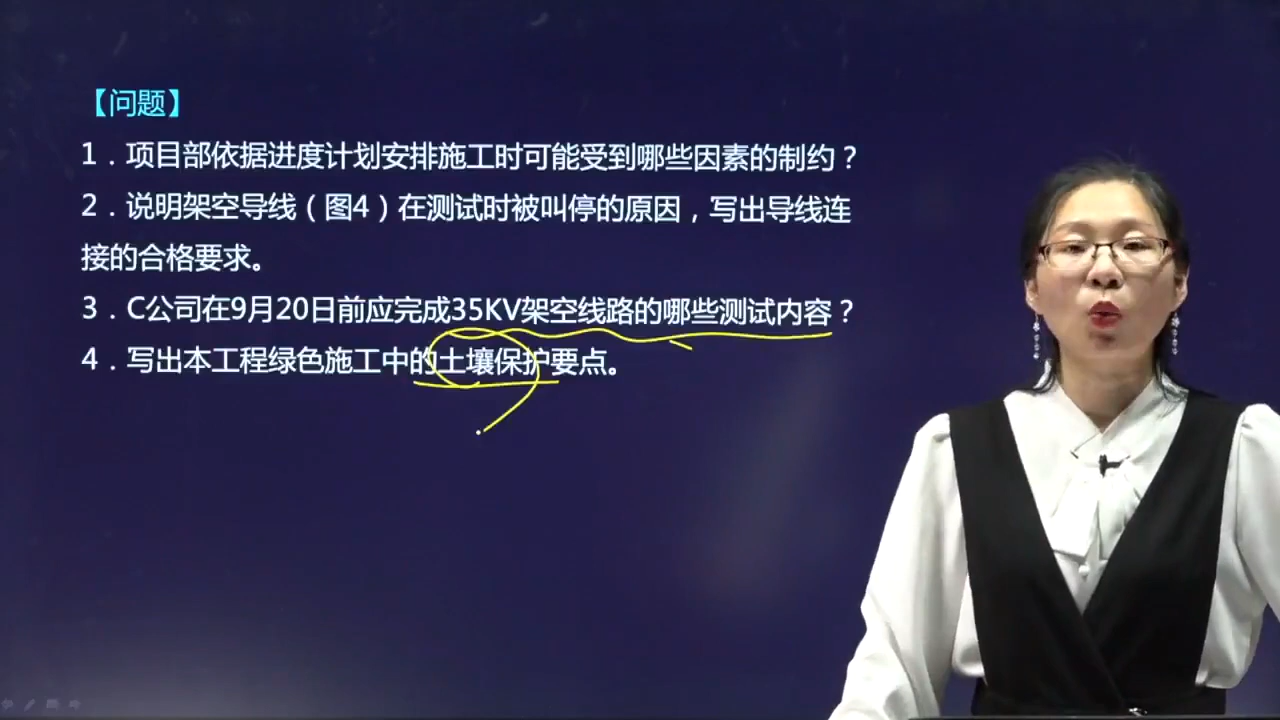 【问题】
1．项目部依据进度计划安排施工时可能受到哪些因素的制约？
2．说明架空导线（图4）在测试时被叫停的原因，写出导线连
接的合格要求。
3．C公司在9月20日前应完成35KV架空线路的哪些测试内容？
4．写出本工程绿色施工中的土壤保护要点。